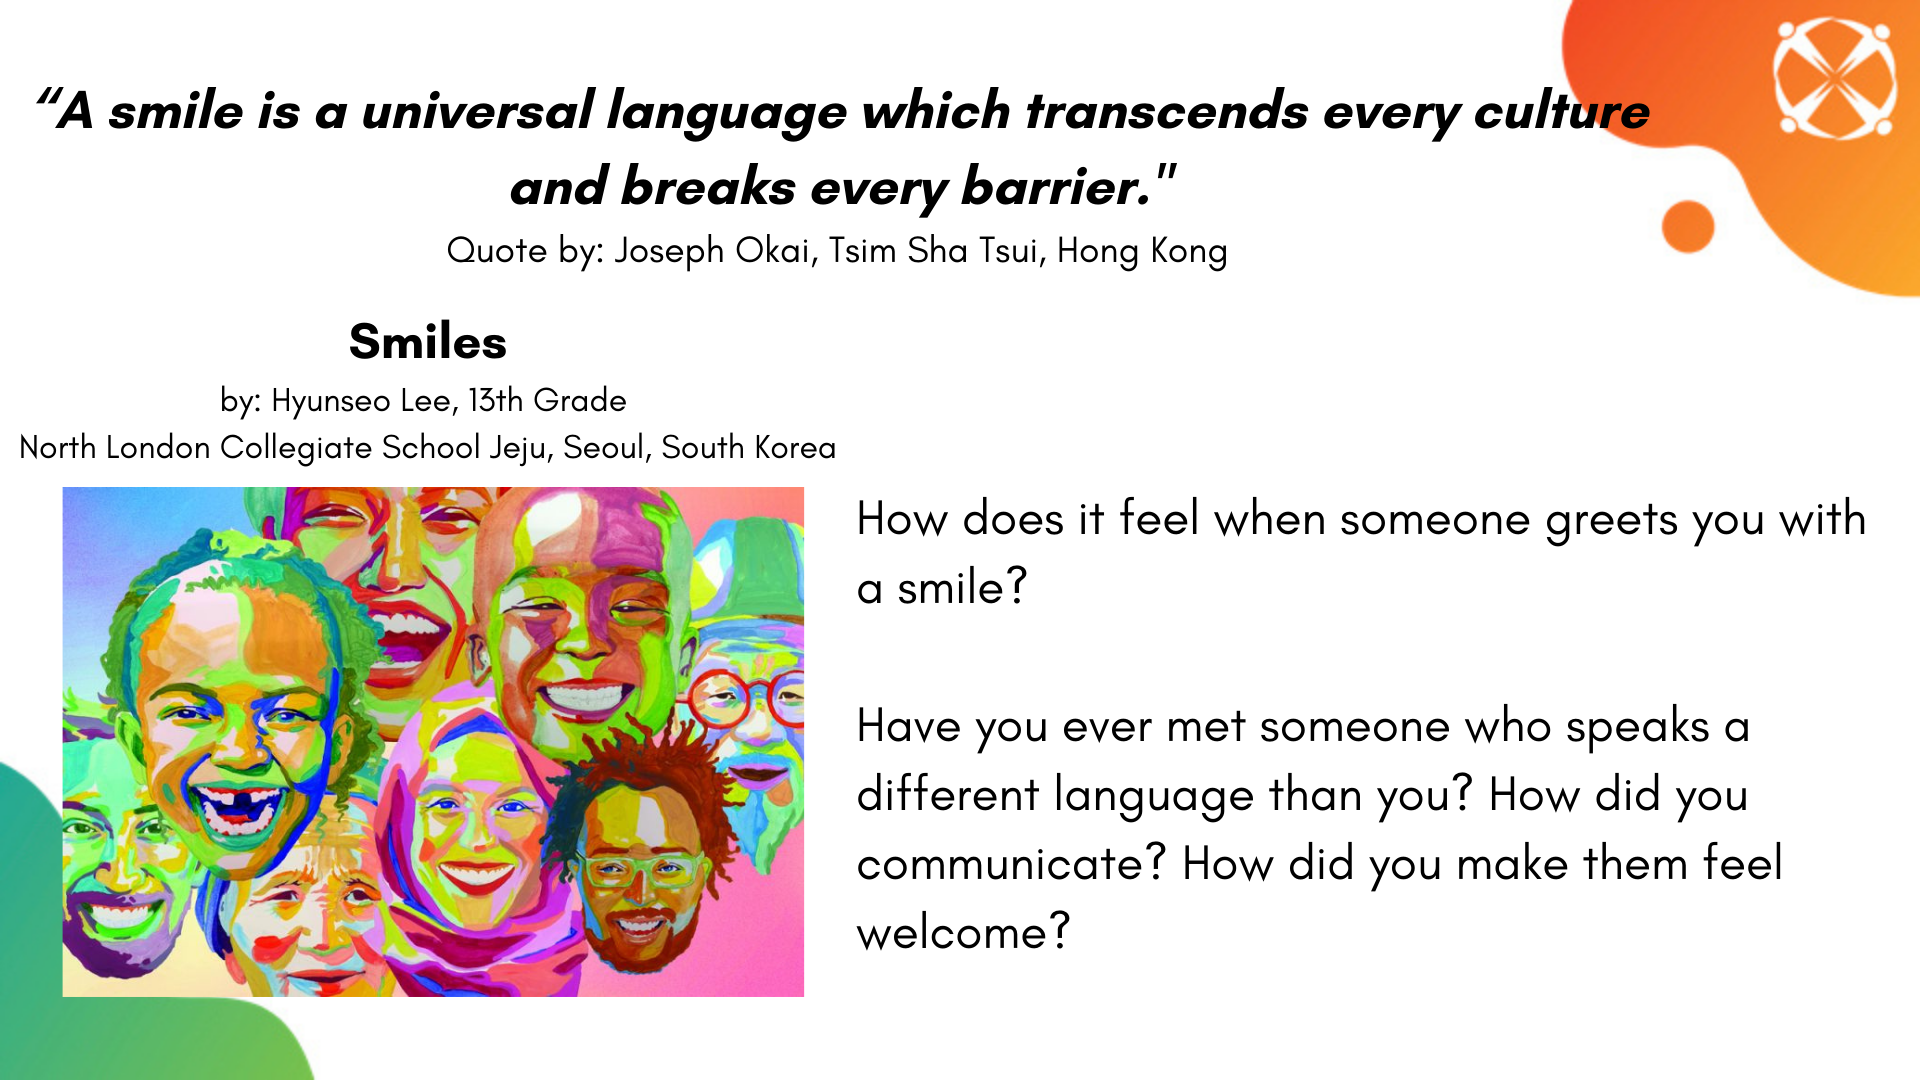 “A smile is a universal language which transcends every culture
and breaks every barrier."
Quote by: Joseph Okai, Tsim Sha Tsui, Hong Kong
Smiles
by: Hyunseo Lee, 13th Grade
North London Collegiate School Jeju, Seoul, South Korea
How does it feel when someone greets you with
a smile?
Have you ever met someone who speaks a
different language than you? How did you
communicate? How did you make them feel
welcome?